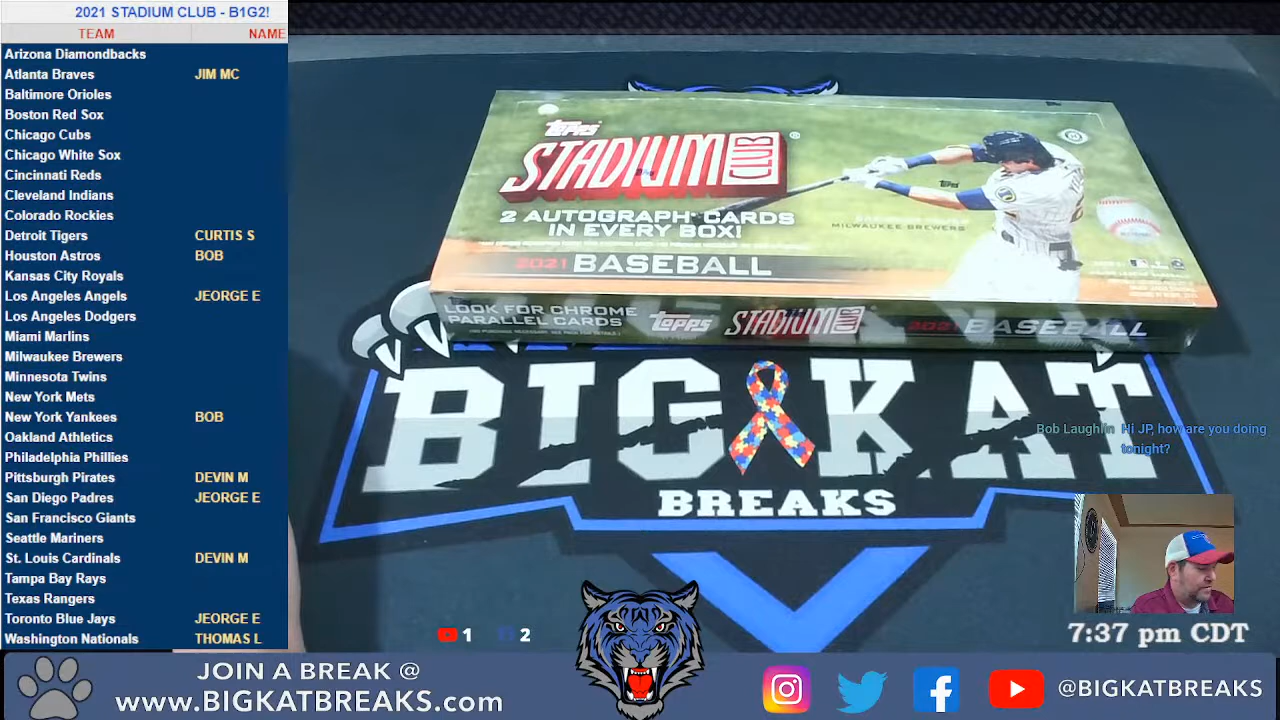 2021 STADIUM CLUB - B1G2!
TEAM NAME
Arizona Diamondbacks
Atlanta Braves JIM MC
Baltimore Orioles
Boston Red Sox
Chicago Cubs
Chicago White Sox
Cincinnati Reds
Cleveland Indians
Colorado Rockies
Detroit Tigers CURTIS S
Houston Astros BOB
Kansas City Royals
Los Angeles Angels JEORGE E
Los Angeles Dodgers
Miami Marlins
Milwaukee Brewers
Minnesota Twins
New York Mets
New York Yankees BOB
Oakland Athletics
Philadelphia Phillies
Pittsburgh Pirates DEVIN M
San Diego Padres JEORGE E
San Francisco Giants
Seattle Mariners
St. Louis Cardinals DEVIN M
Tampa Bay Rays
Texas Rangers
Toronto Blue Jays JEORGE E
Washington Nationals THOMAS L
TOPPS
STADIUM CLUB
2 AUTOGRAPH CARDS
IN EVERY BOX!
2021 BASEBALL
MILWAUKEE BREWERS
LOOK FOR CHROME
PARALLEL CARDS
TOPPS STADIUM CLUB 2021 BASEBALL
BIG KAT
BREAKS
Bob Laughlin Hi JP, how are you doing
tonight?
1 2
7:37 pm CDT
JOIN A BREAK @
www.BIGKATBREAKS.com
@BIGKATBREAKS